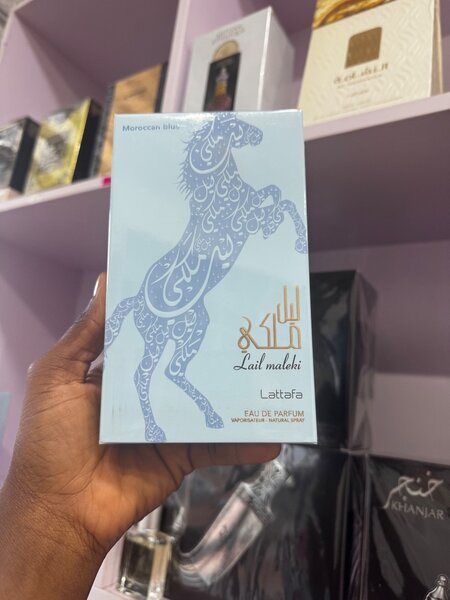 Moroccan blue
ليل
ملكي
Lail maleki
Lattafa
EAU DE PARFUM
VAPORISATEUR - NATURAL SPRAY
خنجر
KHANJAR